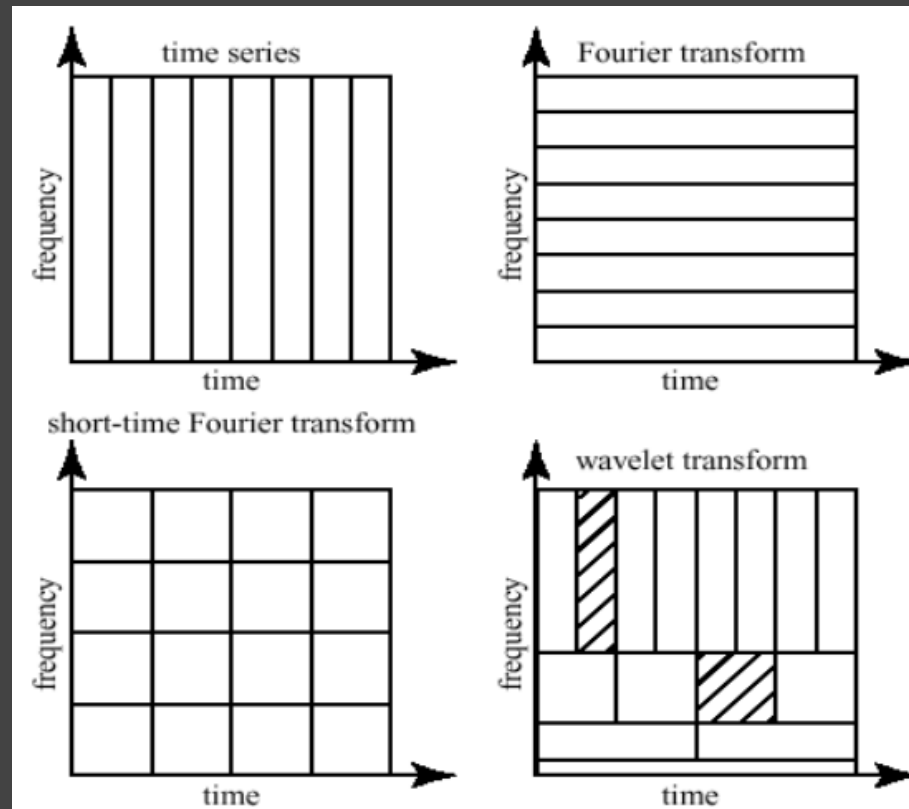 time series
frequency
time
Fourier transform
frequency
time
short-time Fourier transform
frequency
time
wavelet transform
frequency
time